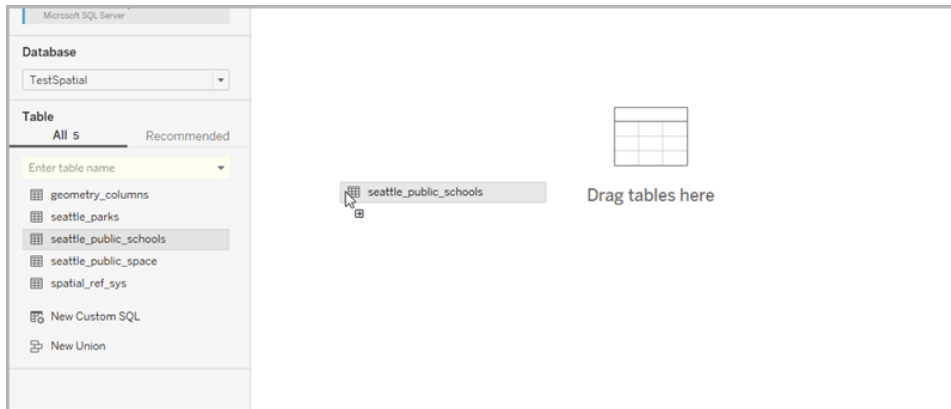 Microsoft SQL Server
Database
TestSpatial
Table
All 5
Recommended
Enter table name
geometry_columns
seattle_parks
seattle_public_schools
seattle_public_space
spatial_ref_sys
New Custom SQL
New Union
seattle_public_schools
Drag tables here